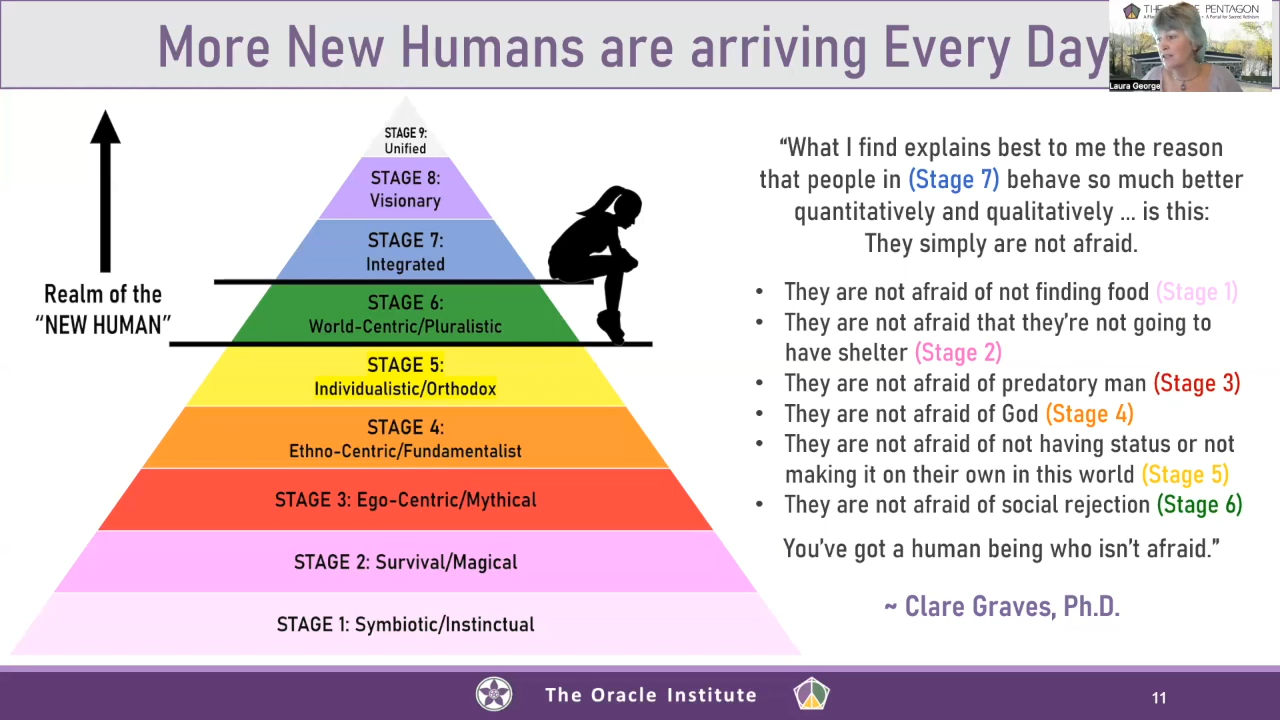 More New Humans are arriving Every Day
Laura George
STAGE 9:
Unified
STAGE 8:
Visionary
STAGE 7:
Integrated
STAGE 6:
World-Centric/Pluralistic
STAGE 5:
Individualistic/Orthodox
STAGE 4:
Ethno-Centric/Fundamentalist
STAGE 3: Ego-Centric/Mythical
STAGE 2: Survival/Magical
STAGE 1: Symbiotic/Instinctual
Realm of the
“NEW HUMAN”
“What I find explains best to me the reason
that people in (Stage 7) behave so much better
quantitatively and qualitatively ... is this:
They simply are not afraid.
• They are not afraid of not finding food (Stage 1)
• They are not afraid that they're not going to
have shelter (Stage 2)
• They are not afraid of predatory man (Stage 3)
• They are not afraid of God (Stage 4)
• They are not afraid of not having status or not
making it on their own in this world (Stage 5)
• They are not afraid of social rejection (Stage 6)
You've got a human being who isn't afraid.”
~ Clare Graves, Ph.D.
The Oracle Institute
11
PENTAGON
A Portal for Sacred Activism